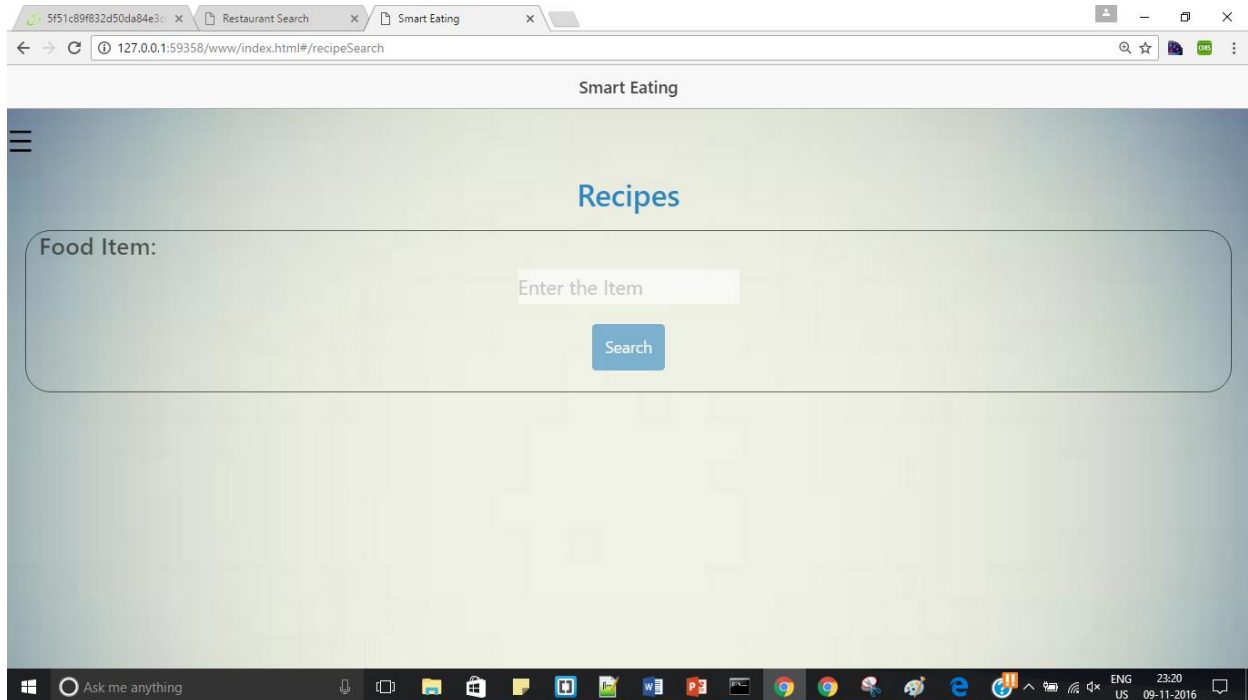 5f51c89f832d50da84e3c
Restaurant Search
Smart Eating
127.0.0.1:59358/www/index.html#/recipeSearch
CORS
Smart Eating
Recipes
Food Item:
Enter the Item
Search
Ask me anything
ENG
US
23:20
09-11-2016